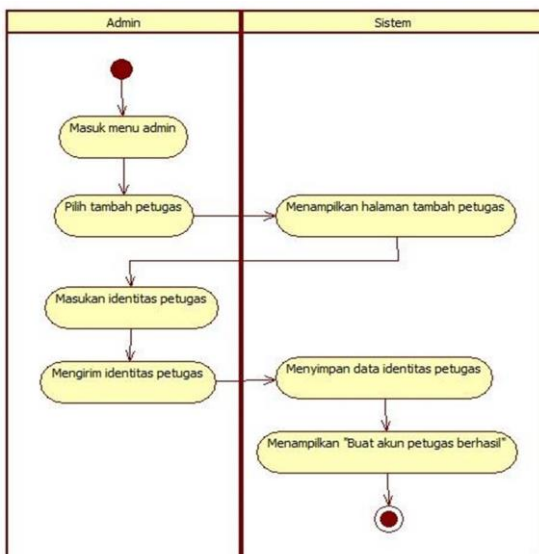 Admin
Sistem
Masuk menu admin
Pilih tambah petugas
Menampilkan halaman tambah petugas
Masukan identitas petugas
Mengirim identitas petugas
Menyimpan data identitas petugas
Menampilkan "Buat akun petugas berhasil"